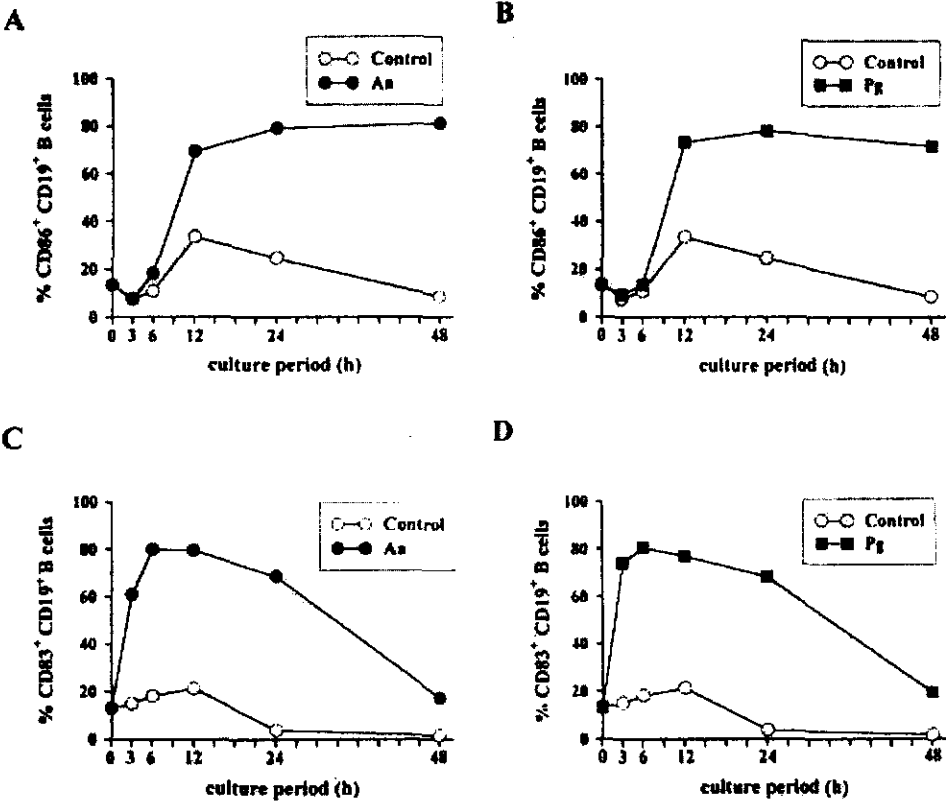 A
Control
Aa
% CD86+ CD19+ B cells
100
80
60
40
20
0
0 3 6 12 24 48
culture period (h)
B
Control
Pg
% CD86+ CD19+ B cells
100
80
60
40
20
0
0 3 6 12 24 48
culture period (h)
C
Control
Aa
% CD83+ CD19+ B cells
100
80
60
40
20
0
0 3 6 12 24 48
culture period (h)
D
Control
Pg
% CD83+ CD19+ B cells
100
80
60
40
20
0
0 3 6 12 24 48
culture period (h)